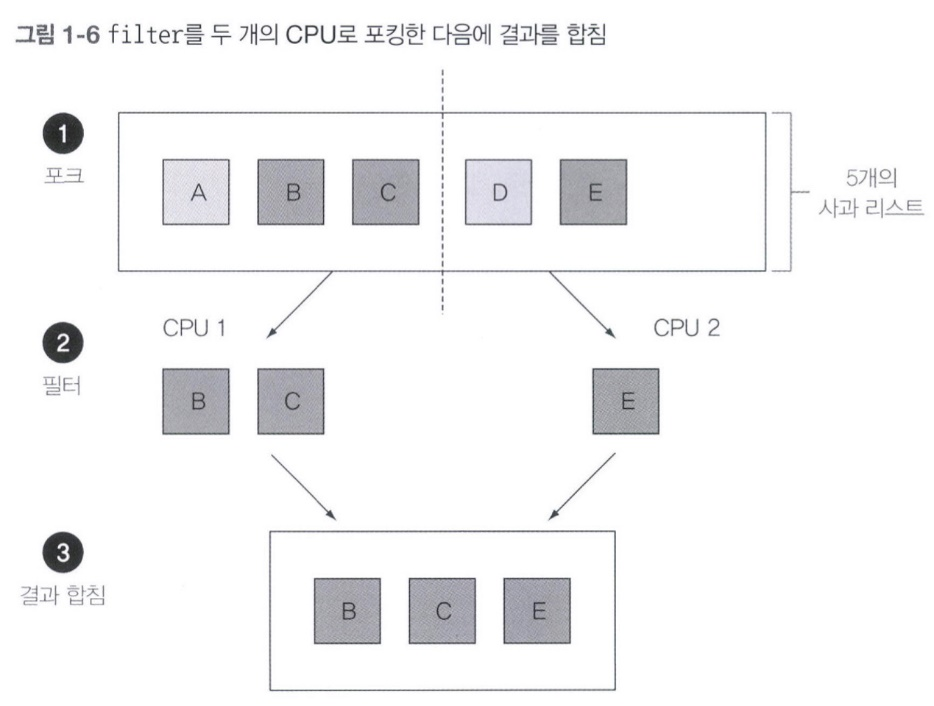 그림 1-6 filter를 두 개의 CPU로 포킹한 다음에 결과를 합침
1
포크
A B C D E
5개의
사과 리스트
CPU 1
CPU 2
2
필터
B C E
3
결과 합침
B C E